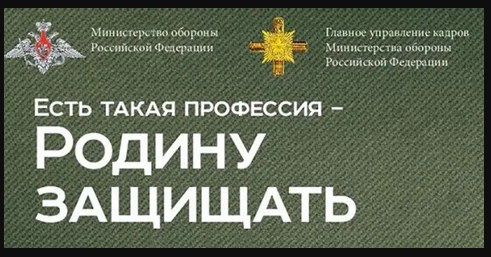 Министерство обороны
Российской Федерации
Главное управление кадров
Министерства обороны
Российской Федерации
Есть такая профессия –
Родину
защищать